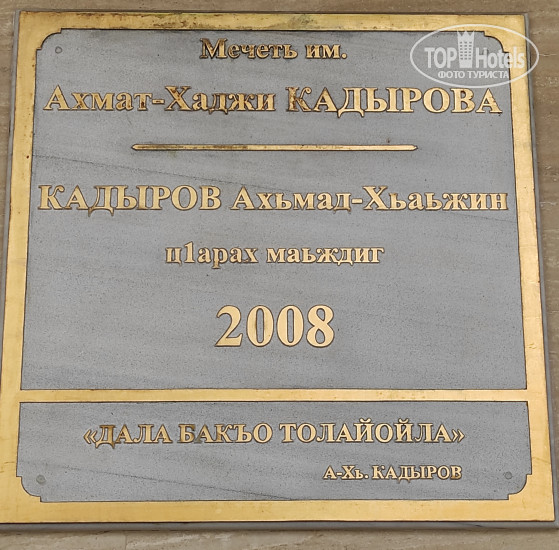 TOP Hotels
ФОТО ТУРИСТА
Мечеть им.
Ахмат-Хаджи КАДЫРОВА
КАДЫРОВ Ахьмад-Хьаьжин
ц1арах маьждиг
2008
«ДАЛА БАКЪО ТОЛАЙОЙЛА»
А-Хь. КАДЫРОВ